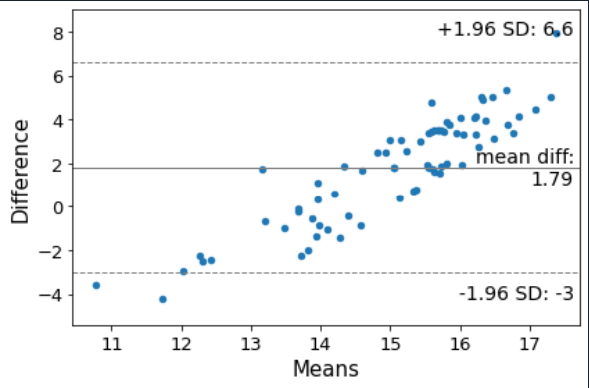 8
6
4
2
0
−2
−4
Difference
+1.96 SD: 6.6
mean diff:
1.79
-1.96 SD: -3
11 12 13 14 15 16 17
Means